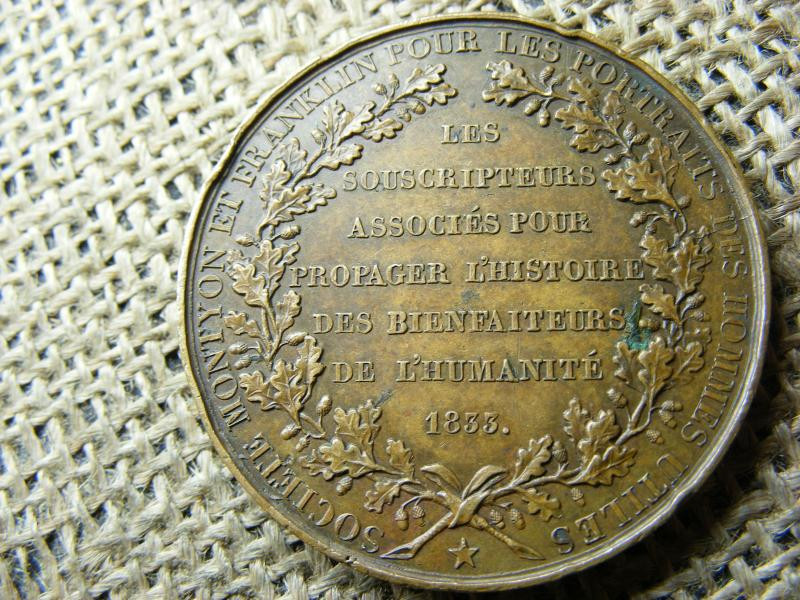 SOCIÉTÉ MONTYON ET FRANKLIN POUR LES PORTRAITS DES HOMMES UTILES
LES
SOUSCRIPTEURS
ASSOCIÉS POUR
PROPAGER L'HISTOIRE
DES BIENFAITEURS
DE L'HUMANITÉ
1833.